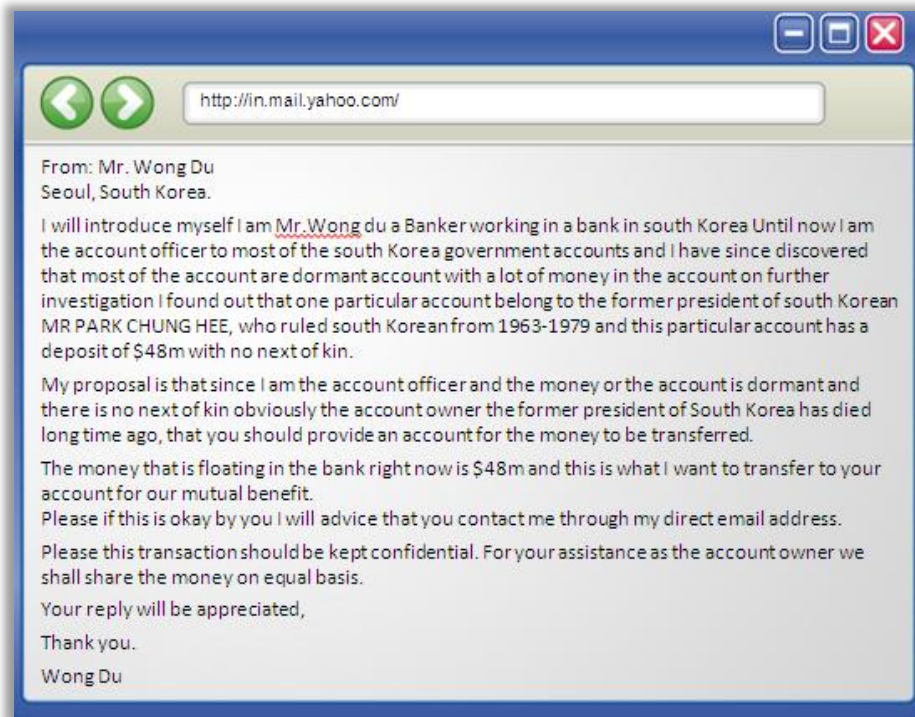 http://in.mail.yahoo.com/
From: Mr. Wong Du
Seoul, South Korea.
I will introduce myself I am Mr.Wong du a Banker working in a bank in south Korea Until now I am
the account officer to most of the south Korea government accounts and I have since discovered
that most of the account are dormant account with a lot of money in the account on further
investigation I found out that one particular account belong to the former president of south Korean
MR PARK CHUNG HEE, who ruled south Korean from 1963-1979 and this particular account has a
deposit of $48m with no next of kin.
My proposal is that since I am the account officer and the money or the account is dormant and
there is no next of kin obviously the account owner the former president of South Korea has died
long time ago, that you should provide an account for the money to be transferred.
The money that is floating in the bank right now is $48m and this is what I want to transfer to your
account for our mutual benefit.
Please if this is okay by you I will advice that you contact me through my direct email address.
Please this transaction should be kept confidential. For your assistance as the account owner we
shall share the money on equal basis.
Your reply will be appreciated,
Thank you.
Wong Du